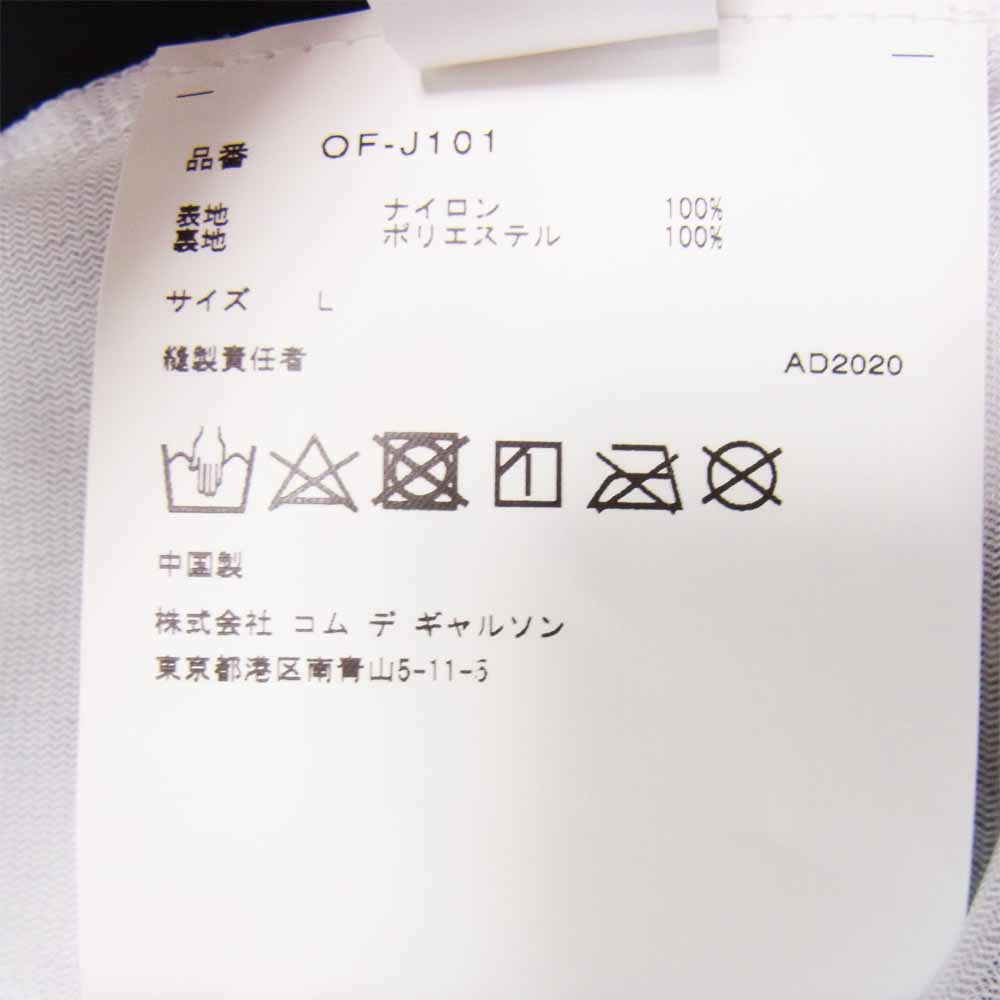 品番 OF-J101
表地 ナイロン 100%
裏地 ポリエステル 100%
サイズ L
縫製責任者 AD2020
中国製
株式会社 コム デ ギャルソン
東京都港区南青山5-11-5